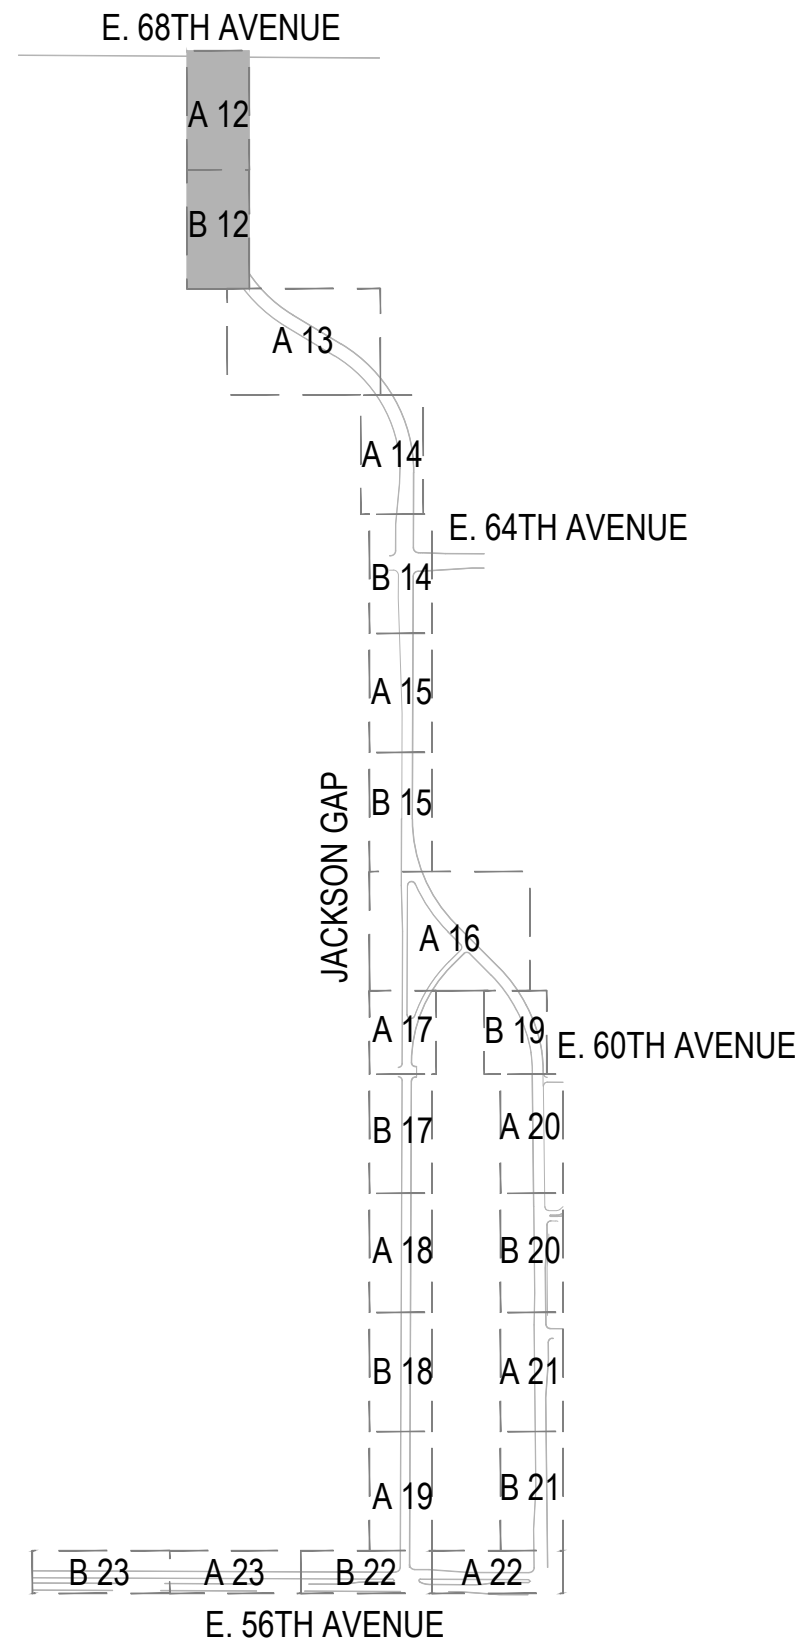 E. 68TH AVENUE
A 12
B 12
A 13
A 14
E. 64TH AVENUE
B 14
A 15
B 15
JACKSON GAP
A 16
A 17
B 19
E. 60TH AVENUE
B 17
A 20
A 18
B 20
B 18
A 21
A 19
B 21
B 23
A 23
B 22
A 22
E. 56TH AVENUE